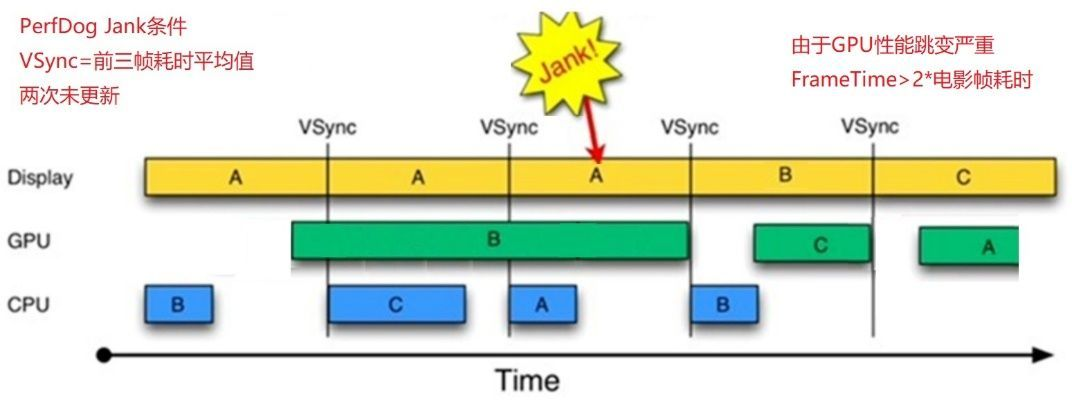 PerfDog Jank条件
VSync=前三帧耗时平均值
两次未更新
由于GPU性能跳变严重
FrameTime>2*电影帧耗时
Jank!
VSync VSync VSync VSync
Display A A A B C
GPU B C A
CPU B C A B
Time